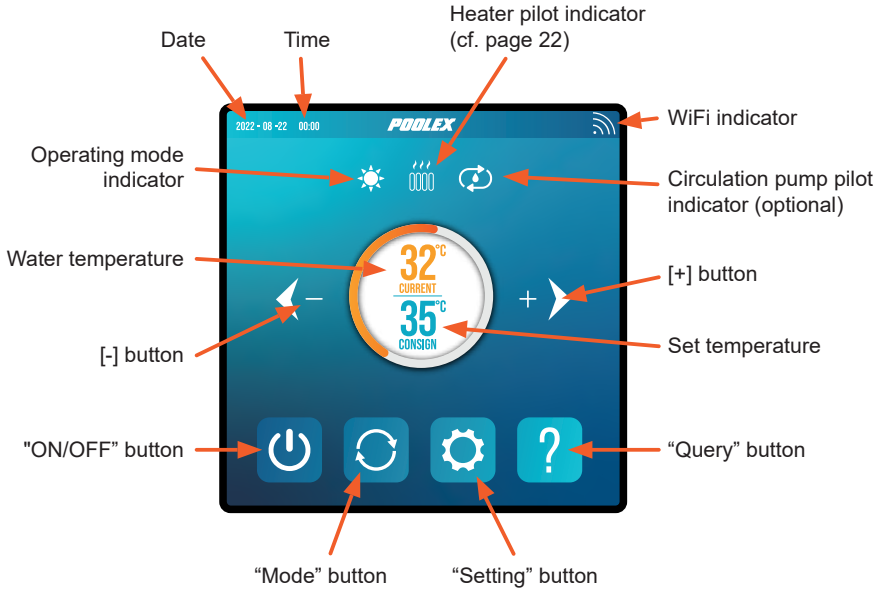 Heater pilot indicator
(cf. page 22)
Date
Time
2022 - 08 -22
00:00
POOLEX
WiFi indicator
Operating mode
indicator
Circulation pump pilot
indicator (optional)
Water temperature
32°C
CURRENT
35°C
CONSIGN
−
+
[+] button
[-] button
Set temperature
"ON/OFF” button
?
“Query” button
“Mode” button
“Setting” button